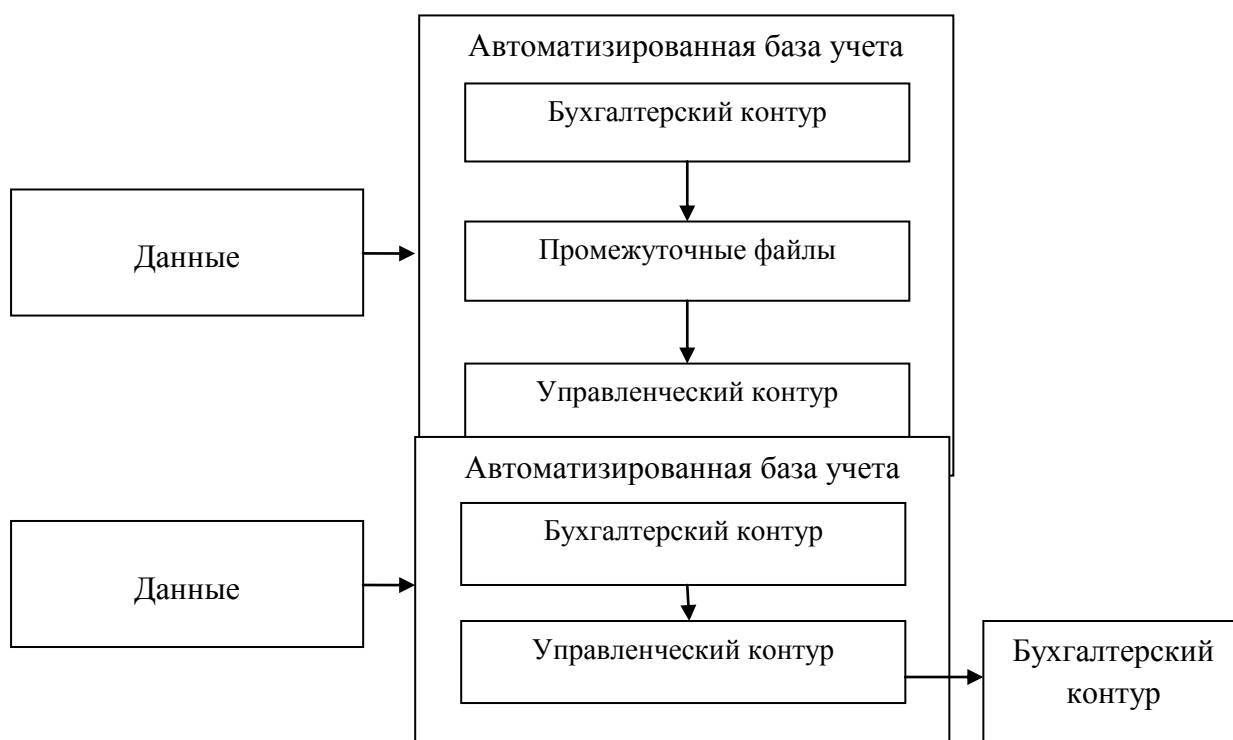 Автоматизированная база учета
Бухгалтерский контур
Данные
Промежуточные файлы
Управленческий контур
Автоматизированная база учета
Бухгалтерский контур
Данные
Управленческий контур
Бухгалтерский
контур